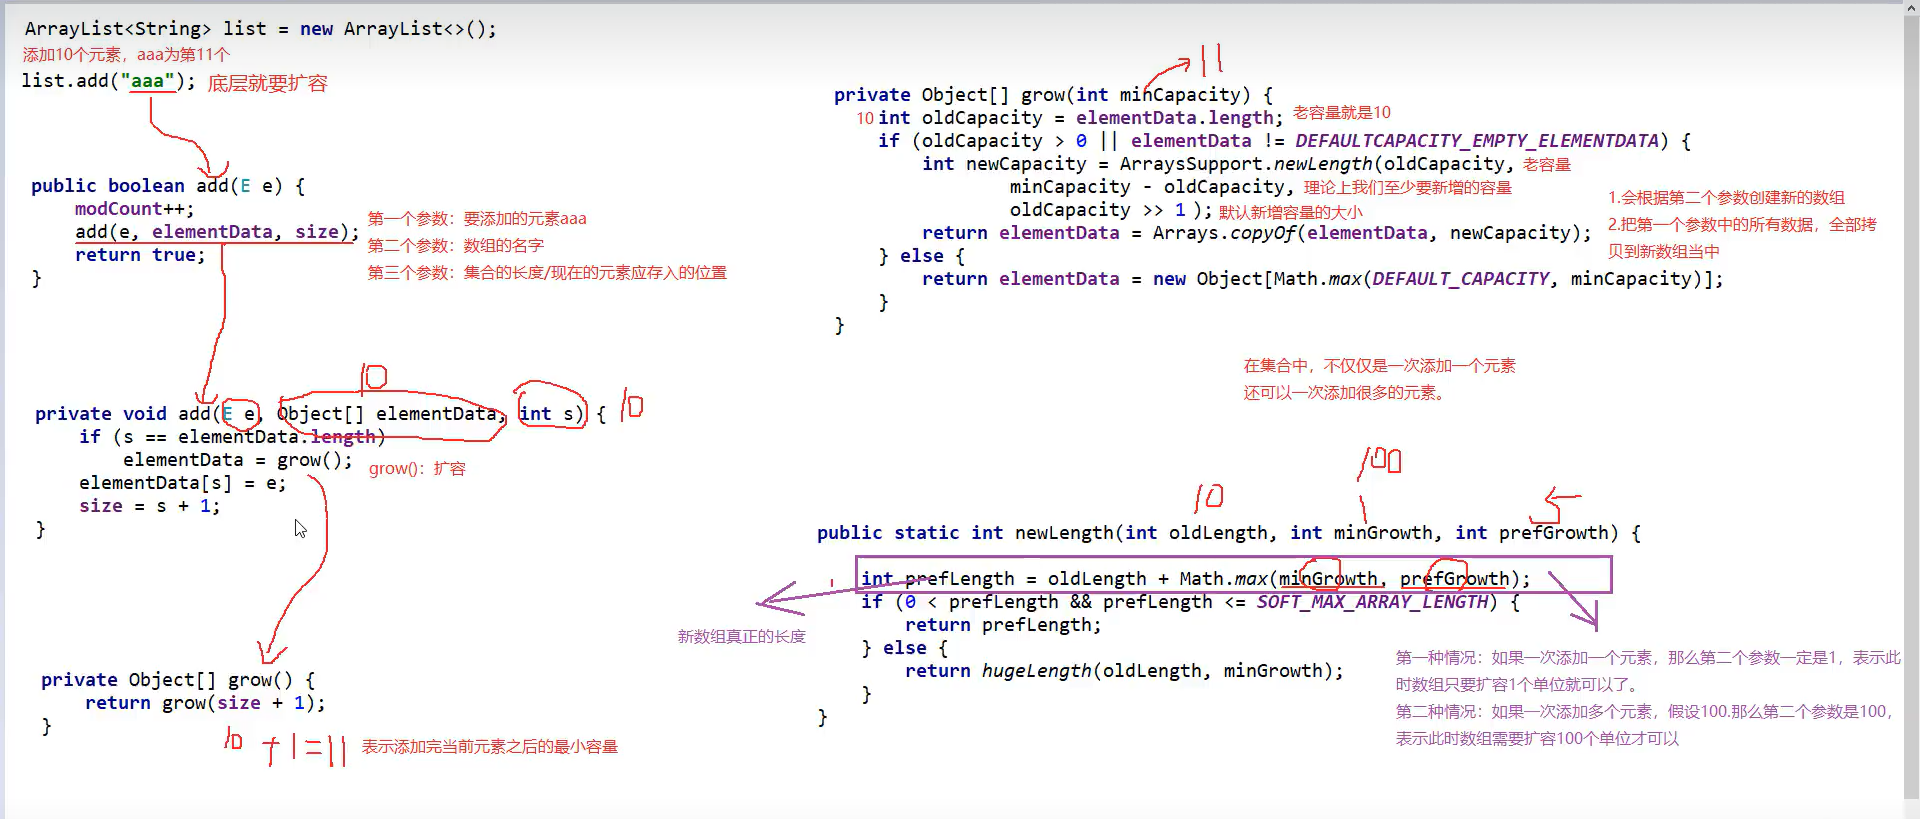 ArrayList<String> list = new ArrayList<>();
添加10个元素，aaa为第11个
list.add("aaa"); 底层就要扩容
public boolean add(E e) {
modCount++;
add(e, elementData, size);
return true;
}
第一个参数：要添加的元素aaa
第二个参数：数组的名字
第三个参数：集合的长度/现在的元素应存入的位置
10
private void add(E e, Object[] elementData, int s) { 10
if (s == elementData.length)
elementData = grow(); grow()：扩容
elementData[s] = e;
size = s + 1;
}
private Object[] grow() {
return grow(size + 1);
}
10 +1=11 表示添加完当前元素之后的最小容量
11
private Object[] grow(int minCapacity) {
10 int oldCapacity = elementData.length; 老容量就是10
if (oldCapacity > 0 || elementData != DEFAULTCAPACITY_EMPTY_ELEMENTDATA) {
int newCapacity = ArraysSupport.newLength(oldCapacity, 老容量
minCapacity - oldCapacity, 理论上我们至少要新增的容量
oldCapacity >> 1 ); 默认新增容量的大小
return elementData = Arrays.copyOf(elementData, newCapacity);
} else {
return elementData = new Object[Math.max(DEFAULT_CAPACITY, minCapacity)];
}
}
1.会根据第二个参数创建新的数组
2.把第一个参数中的所有数据，全部拷
贝到新数组当中
在集合中，不仅仅是一次添加一个元素
还可以一次添加很多的元素。
10 100 5
public static int newLength(int oldLength, int minGrowth, int prefGrowth) {
int prefLength = oldLength + Math.max(minGrowth, prefGrowth);
if (0 < prefLength && prefLength <= SOFT_MAX_ARRAY_LENGTH) {
return prefLength;
} else {
return hugeLength(oldLength, minGrowth);
}
}
新数组真正的长度
第一种情况：如果一次添加一个元素，那么第二个参数一定是1，表示此
时数组只要扩容1个单位就可以了。
第二种情况：如果一次添加多个元素，假设100.那么第二个参数是100，
表示此时数组需要扩容100个单位才可以